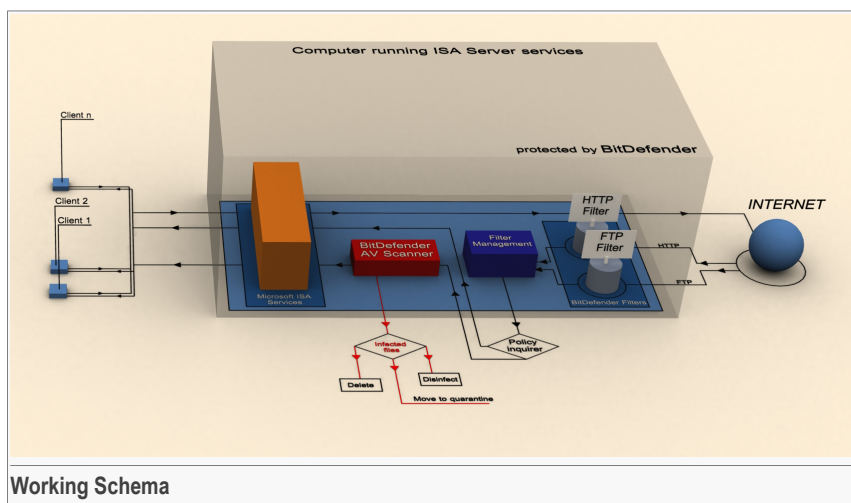 Computer running ISA Server services
protected by BitDefender
Client n
Client 2
Client 1
HTTP
Filter
FTP
Filter
INTERNET
HTTP
FTP
BitDefender
AV Scanner
Filter
Management
Microsoft ISA
Services
BitDefender Filters
Infected
files
Policy
inquirer
Delete
Disinfect
Move to quarantine
Working Schema